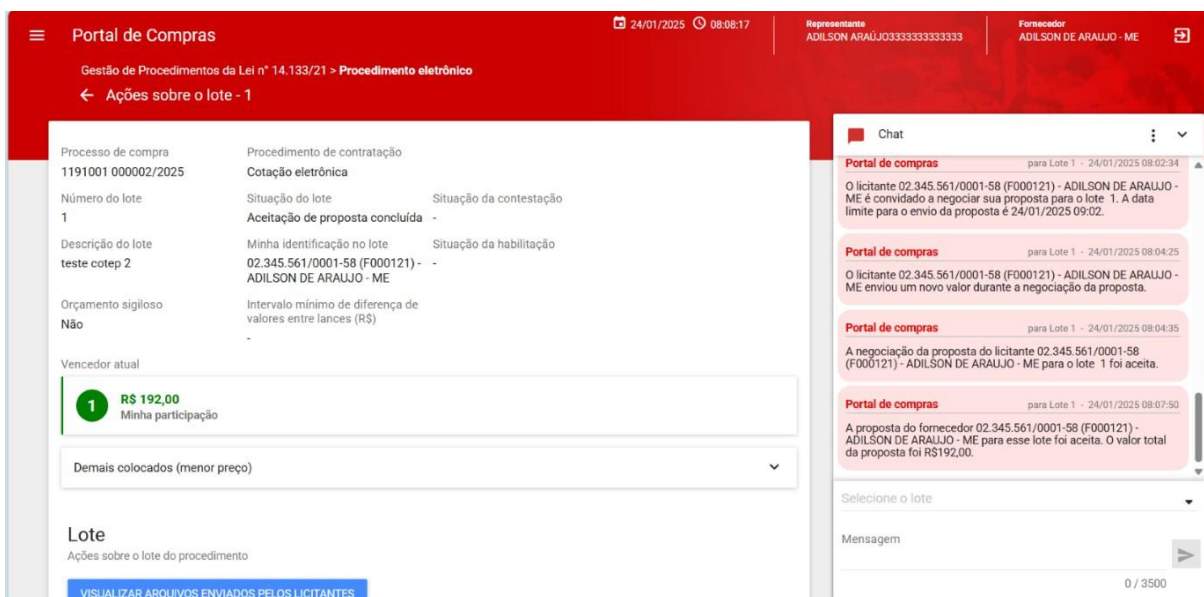 Portal de Compras
24/01/2025 08:08:17
Representante
ADILSON ARAÚJO3333333333333
Fornecedor
ADILSON DE ARAUJO - ME
Gestão de Procedimentos da Lei n° 14.133/21 > Procedimento eletrônico
Ações sobre o lote - 1
Processo de compra
1191001 000002/2025
Procedimento de contratação
Cotação eletrônica
Número do lote
1
Situação do lote
Aceitação de proposta concluída
Situação da contestação
-
Descrição do lote
teste cotep 2
Minha identificação no lote
02.345.561/0001-58 (F000121) -
ADILSON DE ARAUJO - ME
Situação da habilitação
-
Orçamento sigiloso
Não
Intervalo mínimo de diferença de
valores entre lances (R$)
-
Vencedor atual
1
R$ 192,00
Minha participação
Demais colocados (menor preço)
Lote
Ações sobre o lote do procedimento
VISUALIZAR ARQUIVOS ENVIADOS PELOS LICITANTES
Chat
Portal de compras para Lote 1 - 24/01/2025 08:02:34
O licitante 02.345.561/0001-58 (F000121) - ADILSON DE ARAUJO -
ME é convidado a negociar sua proposta para o lote 1. A data
limite para o envio da proposta é 24/01/2025 09:02.
Portal de compras para Lote 1 - 24/01/2025 08:04:25
O licitante 02.345.561/0001-58 (F000121) - ADILSON DE ARAUJO -
ME enviou um novo valor durante a negociação da proposta.
Portal de compras para Lote 1 - 24/01/2025 08:04:35
A negociação da proposta do licitante 02.345.561/0001-58
(F000121) - ADILSON DE ARAUJO - ME para o lote 1 foi aceita.
Portal de compras para Lote 1 - 24/01/2025 08:07:50
A proposta do fornecedor 02.345.561/0001-58 (F000121) -
ADILSON DE ARAUJO - ME para esse lote foi aceita. O valor total
da proposta foi R$192,00.
Selecione o lote
Mensagem
0 / 3500